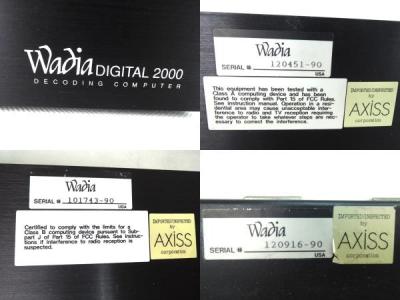 Wadia DIGITAL 2000
DECODING COMPUTER
Wadia
SERIAL # 120451-90
USA
This equipment has been tested with a
Class A computing device and has been
found to comply with Part 15 of FCC Rules.
See instruction manual. Operation in a resi-
dential area may cause unacceptable inter-
ference to radio and TV reception requiring
the operator to take whatever steps are nec-
essary to correct the interference.
IMPORTED/INSPECTED
by
AXISS
corporation
Wadia
SERIAL # 101743-90
USA
Certified to comply with the limits for a
Class B computing device pursuant to Sub-
part J of Part 15 of FCC Rules. See instruc-
tions if interference to radio reception is
suspected.
IMPORTED/INSPECTED
by
AXISS
corporation
Wadia
SERIAL # 120916-90
USA
IMPORTED/INSPECTED
by
AXISS
corporation